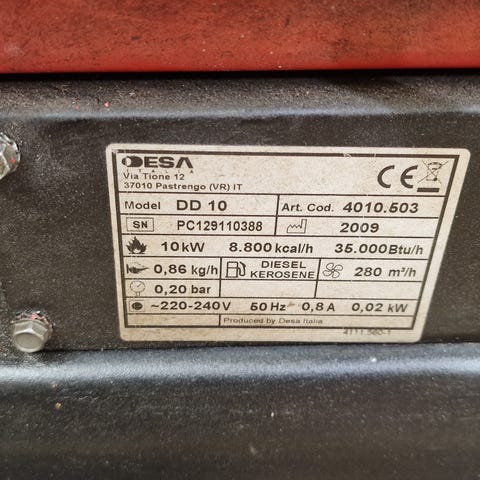 DESA
ITALIA
Via Tione 12
37010 Pastrengo (VR) IT
CE
Model DD 10 Art. Cod. 4010.503
SN PC129110388 2009
10kW 8.800kcal/h 35.000Btu/h
0,86 kg/h DIESEL KEROSENE 280 m³/h
0,20 bar
~220-240V 50 Hz 0,8 A 0,02 kW
Produced by Desa Italia
4111.560-1